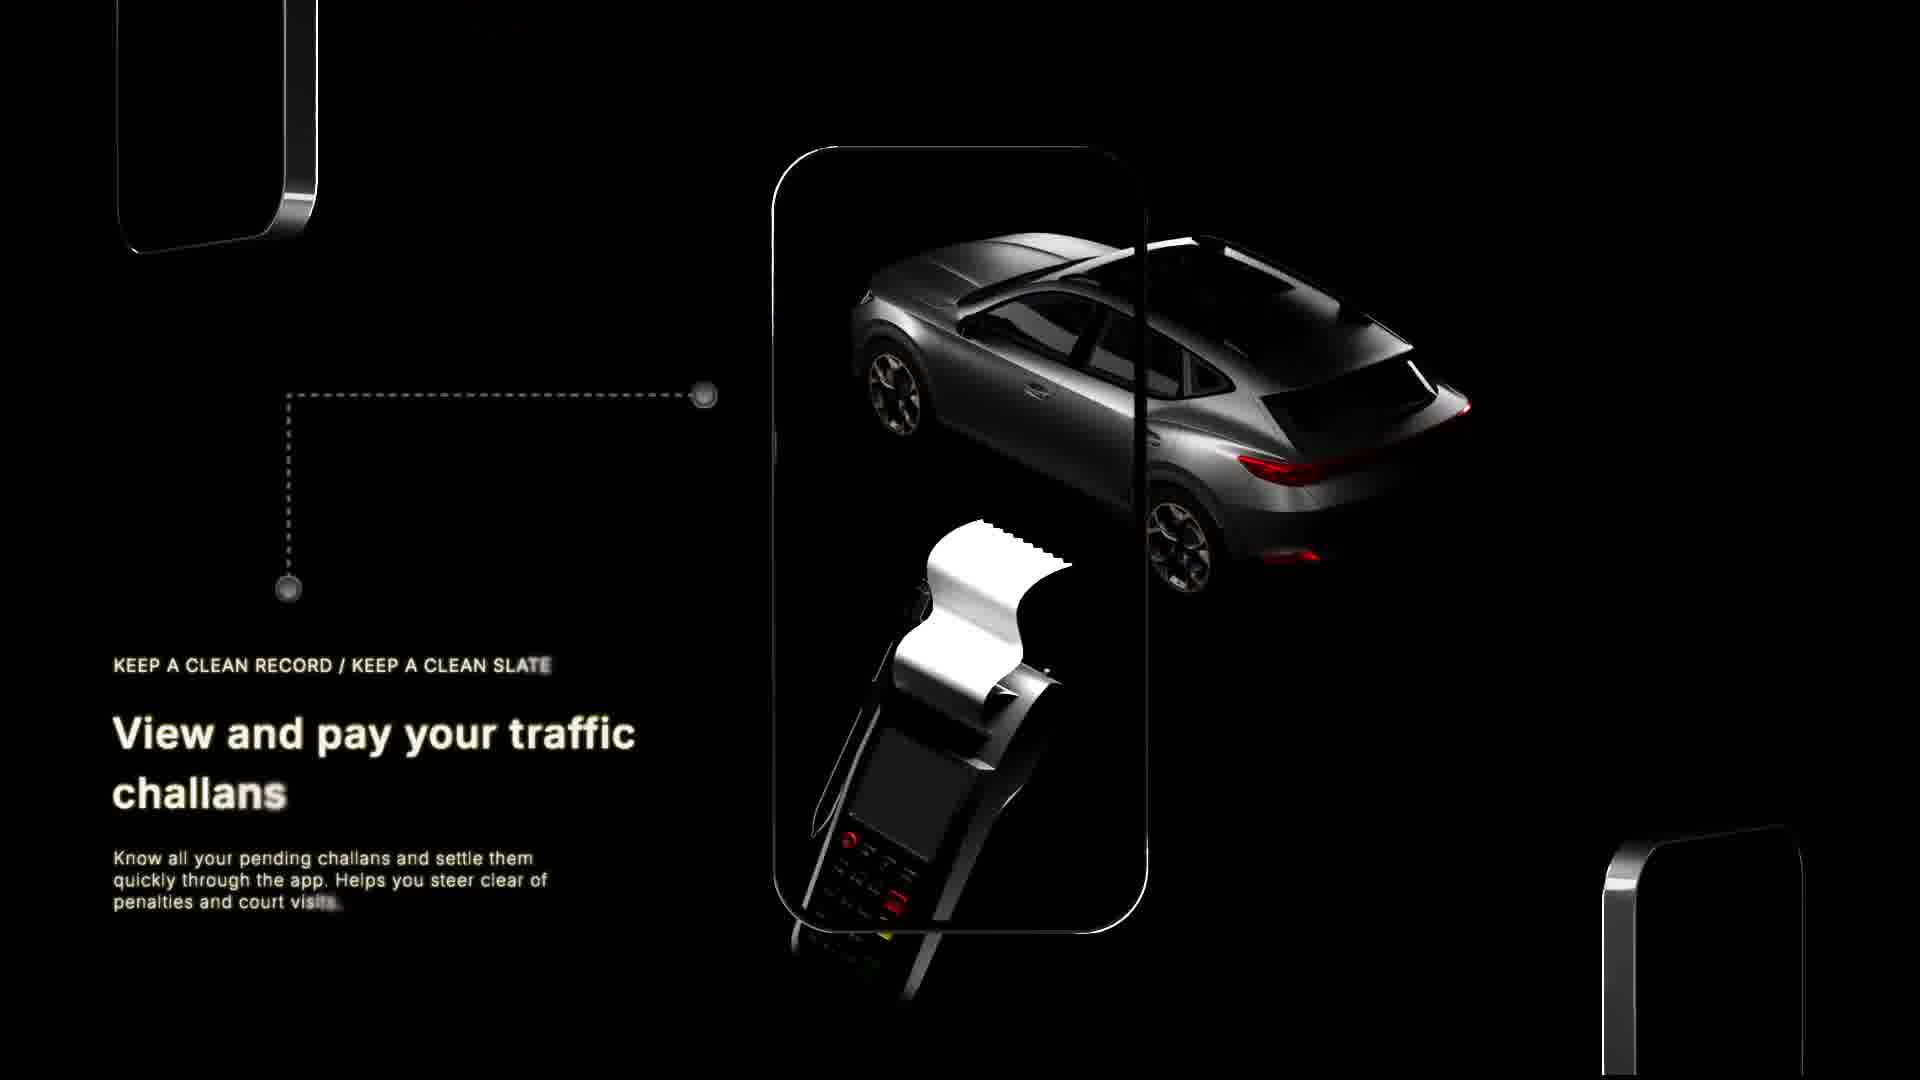 KEEP A CLEAN RECORD / KEEP A CLEAN SLATE
View and pay your traffic
challans
Know all your pending challans and settle them
quickly through the app. Helps you steer clear of
penalties and court visits.